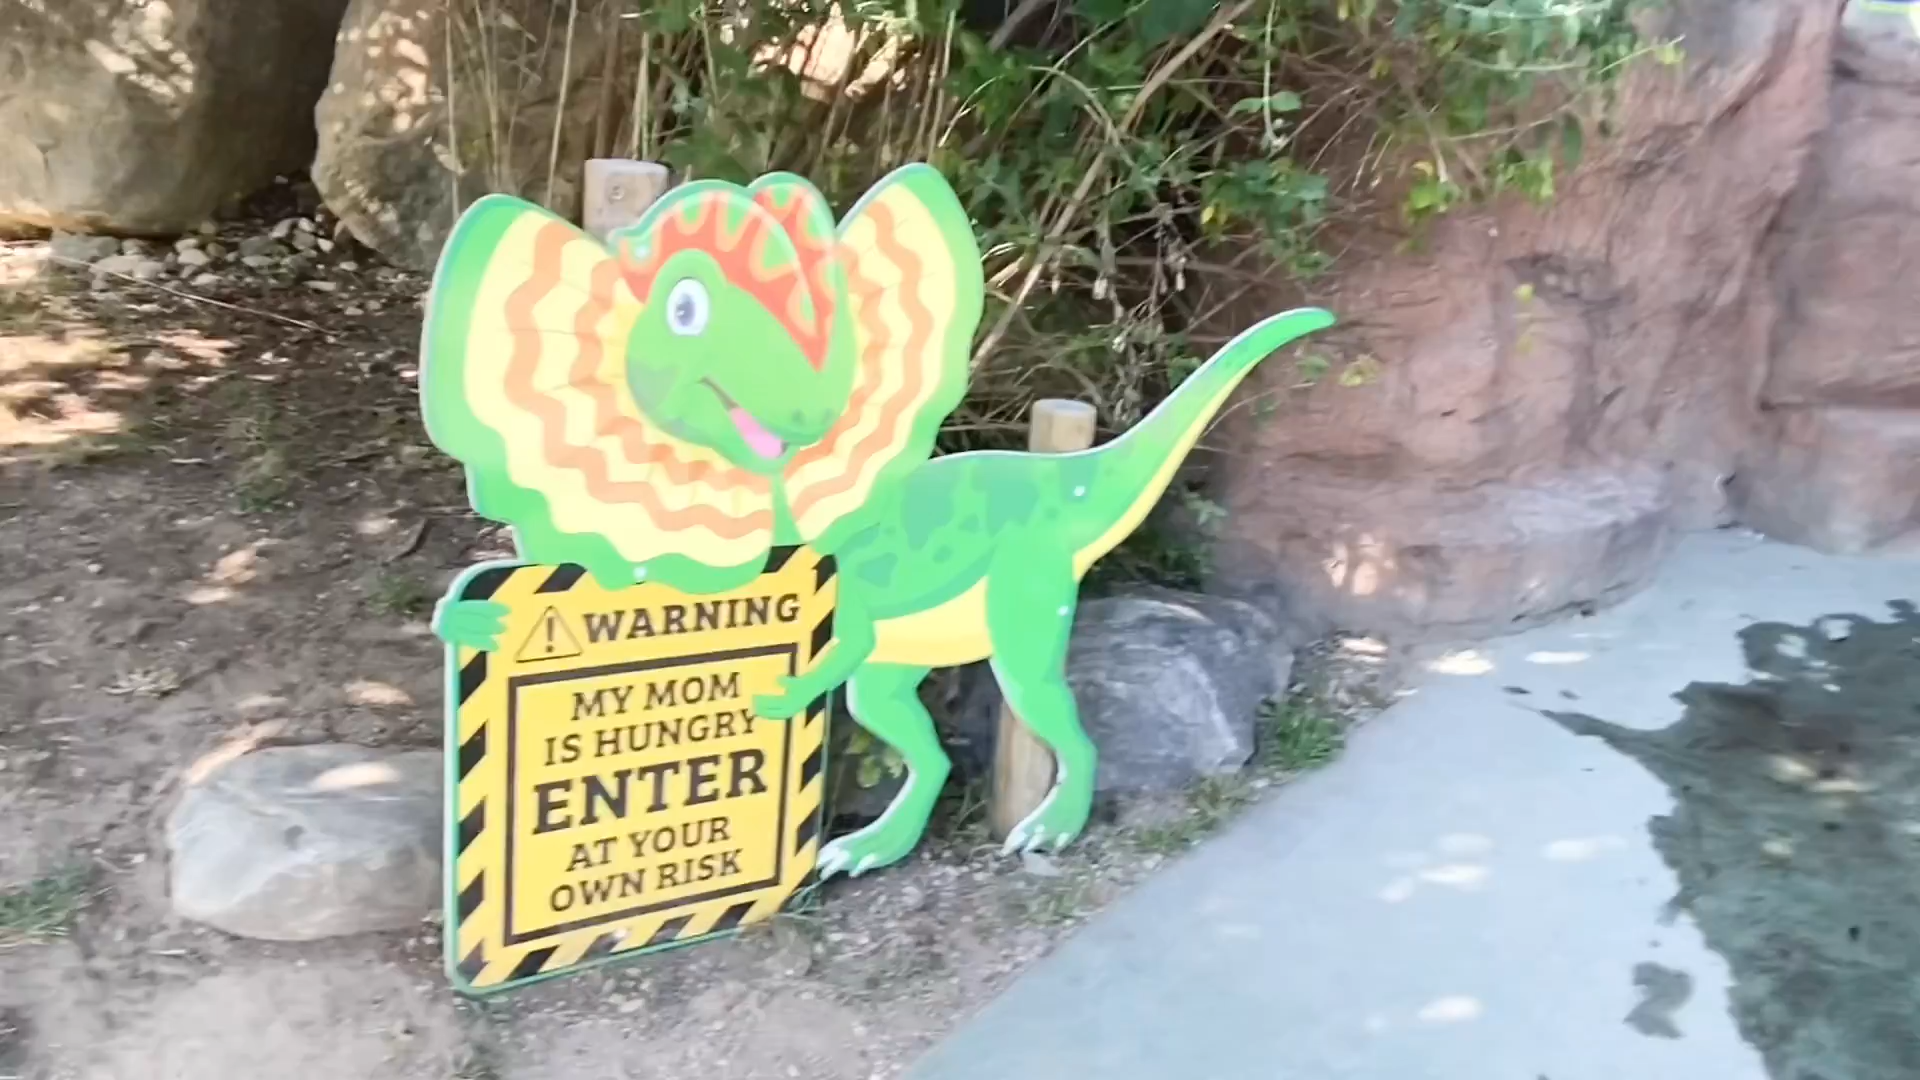 WARNING
MY MOM
IS HUNGRY
ENTER
AT YOUR
OWN RISK